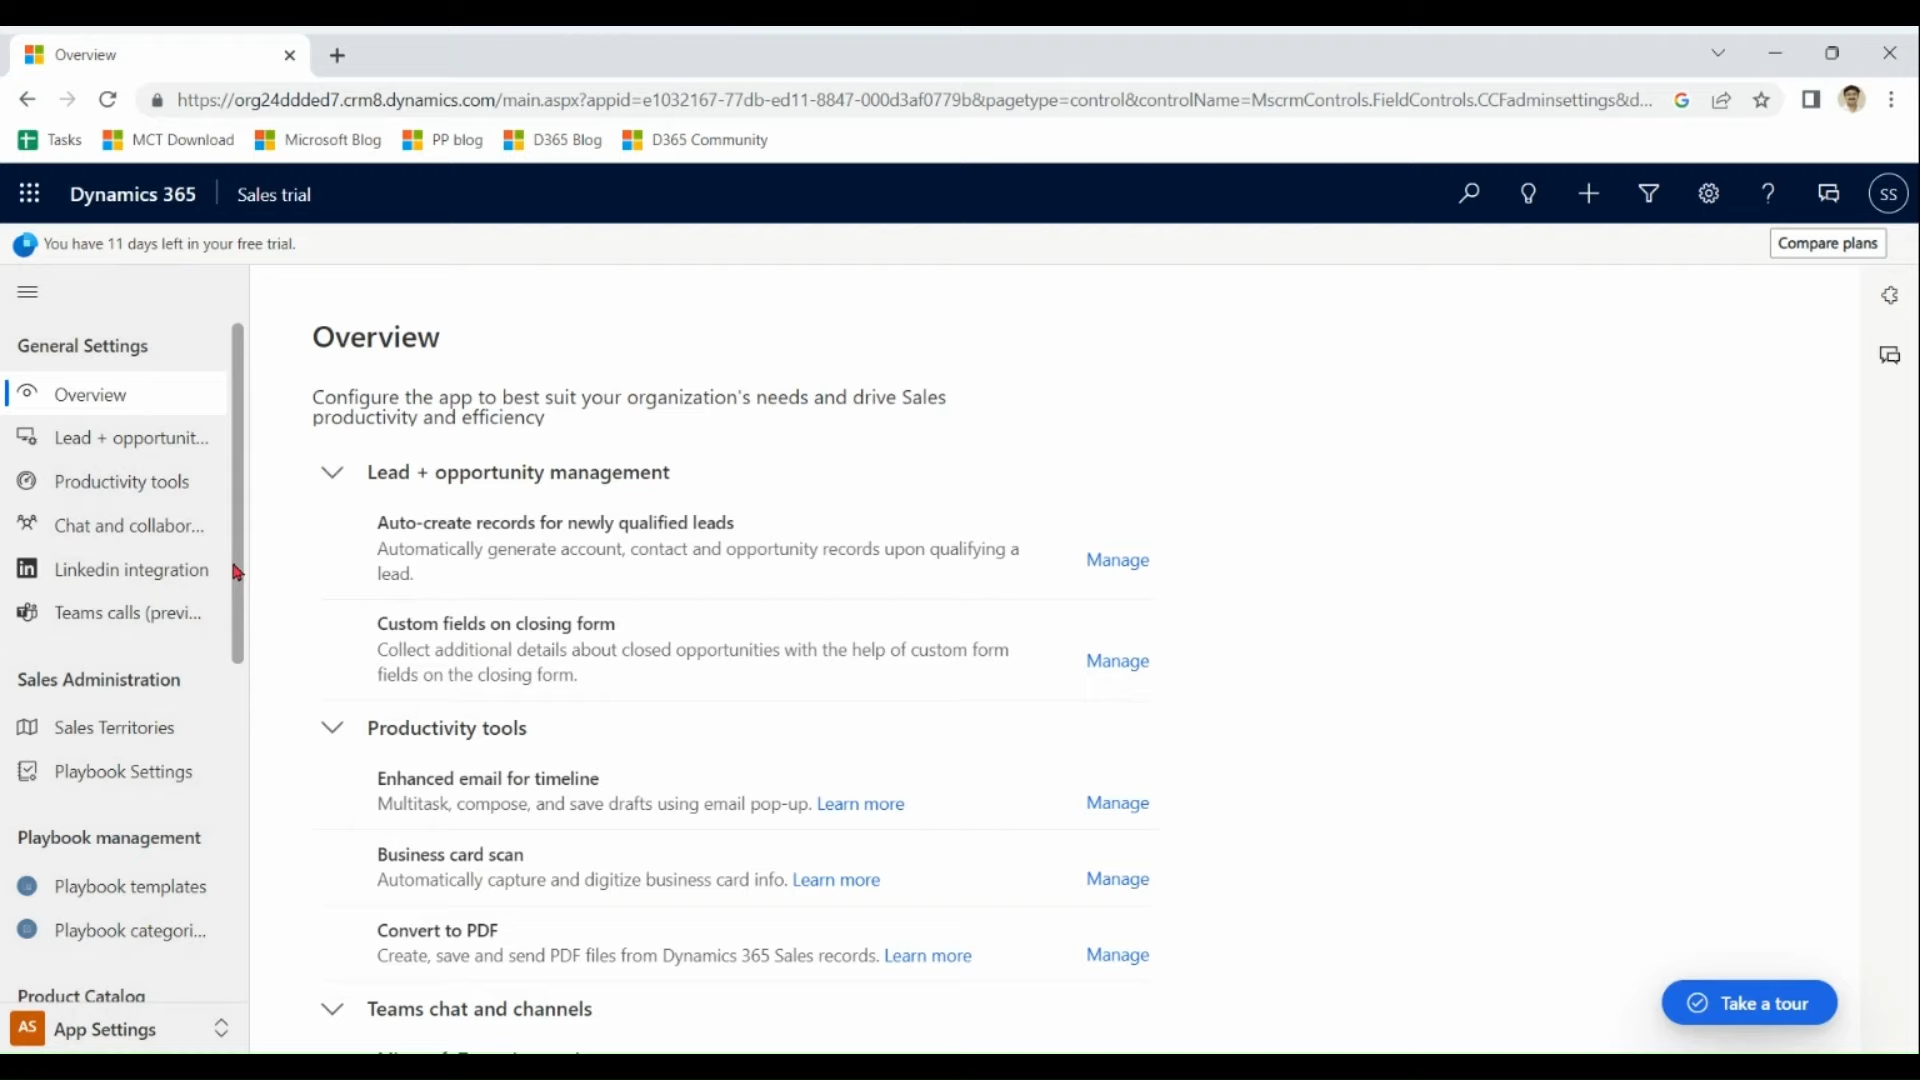 Overview
https://org24ddded7.crm8.dynamics.com/main.aspx?appid=e1032167-77db-ed11-8847-000d3af0779b&pagetype=control&controlName=MscrmControls.FieldControls.CCFadminsettings&d...
Tasks MCT Download Microsoft Blog PP blog D365 Blog D365 Community
Dynamics 365 Sales trial
SS
You have 11 days left in your free trial.
Compare plans
General Settings
Overview
Lead + opportunit...
Productivity tools
Chat and collabor...
Linkedin integration
Teams calls (previ...
Sales Administration
Sales Territories
Playbook Settings
Playbook management
Playbook templates
Playbook categori...
Product Catalog
AS App Settings
Overview
Configure the app to best suit your organization's needs and drive Sales
productivity and efficiency
Lead + opportunity management
Auto-create records for newly qualified leads
Automatically generate account, contact and opportunity records upon qualifying a
lead.
Manage
Custom fields on closing form
Collect additional details about closed opportunities with the help of custom form
fields on the closing form.
Manage
Productivity tools
Enhanced email for timeline
Multitask, compose, and save drafts using email pop-up. Learn more
Manage
Business card scan
Automatically capture and digitize business card info. Learn more
Manage
Convert to PDF
Create, save and send PDF files from Dynamics 365 Sales records. Learn more
Manage
Teams chat and channels
Take a tour